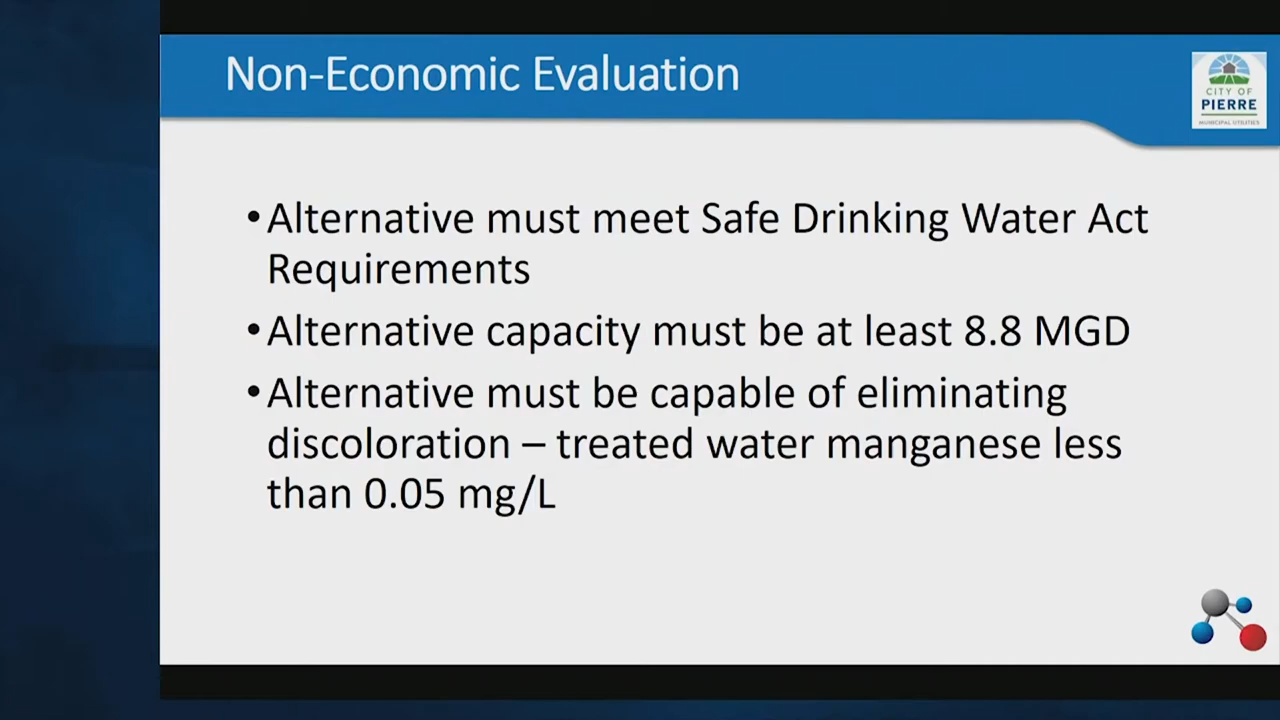 Non-Economic Evaluation
CITY OF
PIERRE
MUNICIPAL UTILITIES
•Alternative must meet Safe Drinking Water Act
Requirements
•Alternative capacity must be at least 8.8 MGD
•Alternative must be capable of eliminating
discoloration – treated water manganese less
than 0.05 mg/L